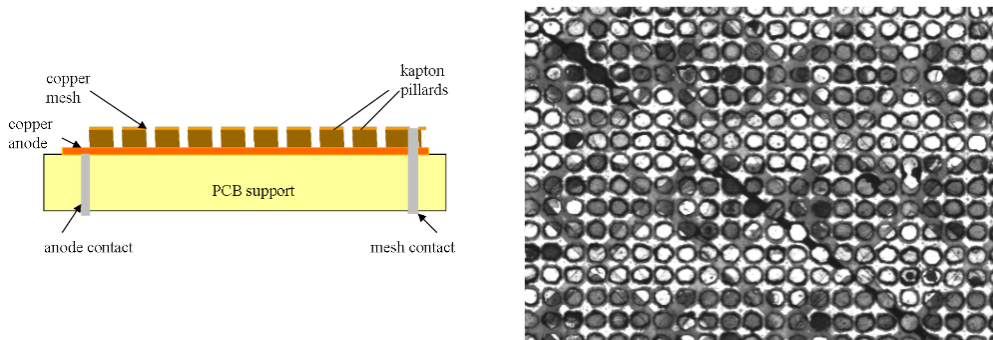 copper
mesh
kapton
pillards
copper
anode
PCB support
anode contact
mesh contact